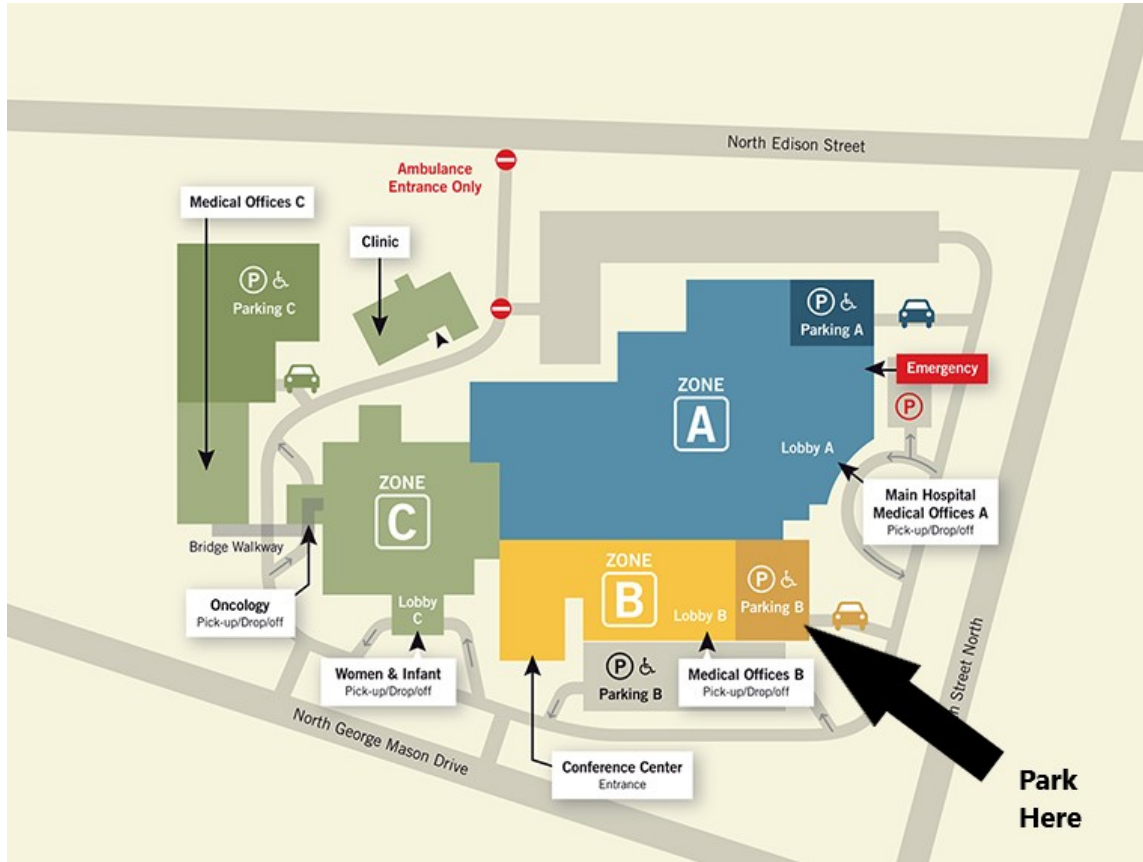 North Edison Street
Ambulance
Entrance Only
Medical Offices C
Clinic
P
Parking C
P
Parking A
Emergency
P
ZONE
A
Lobby A
Main Hospital
Medical Offices A
Pick-up/Drop/off
ZONE
C
Bridge Walkway
ZONE
B
P
Parking B
Oncology
Pick-up/Drop/off
Lobby
C
Lobby B
Women & Infant
Pick-up/Drop/off
P
Parking B
Medical Offices B
Pick-up/Drop/off
Street North
North George Mason Drive
Conference Center
Entrance
Park
Here